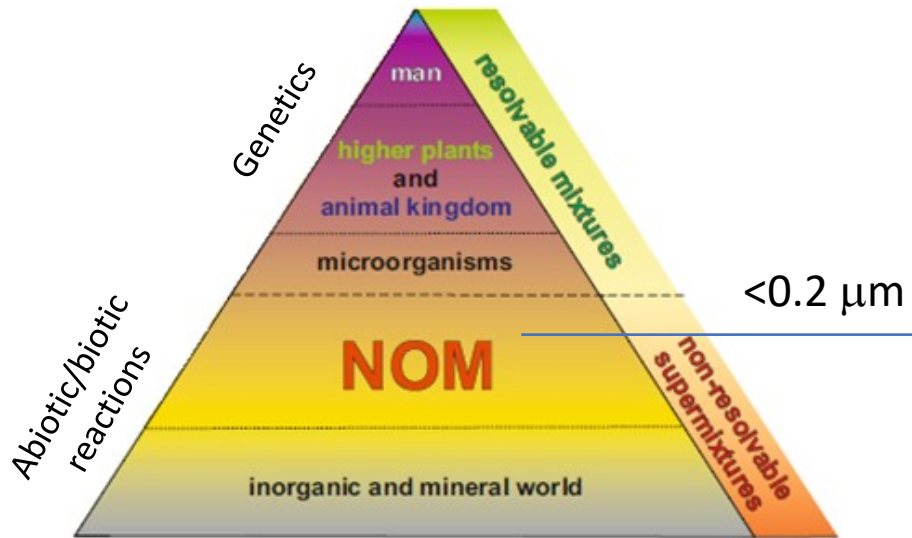 man
higher plants
and
animal kingdom
microorganisms
NOM
inorganic and mineral world
Genetics
Abiotic/biotic
reactions
resolvable mixtures
<0.2 μm
non-resolvable
supermixtures